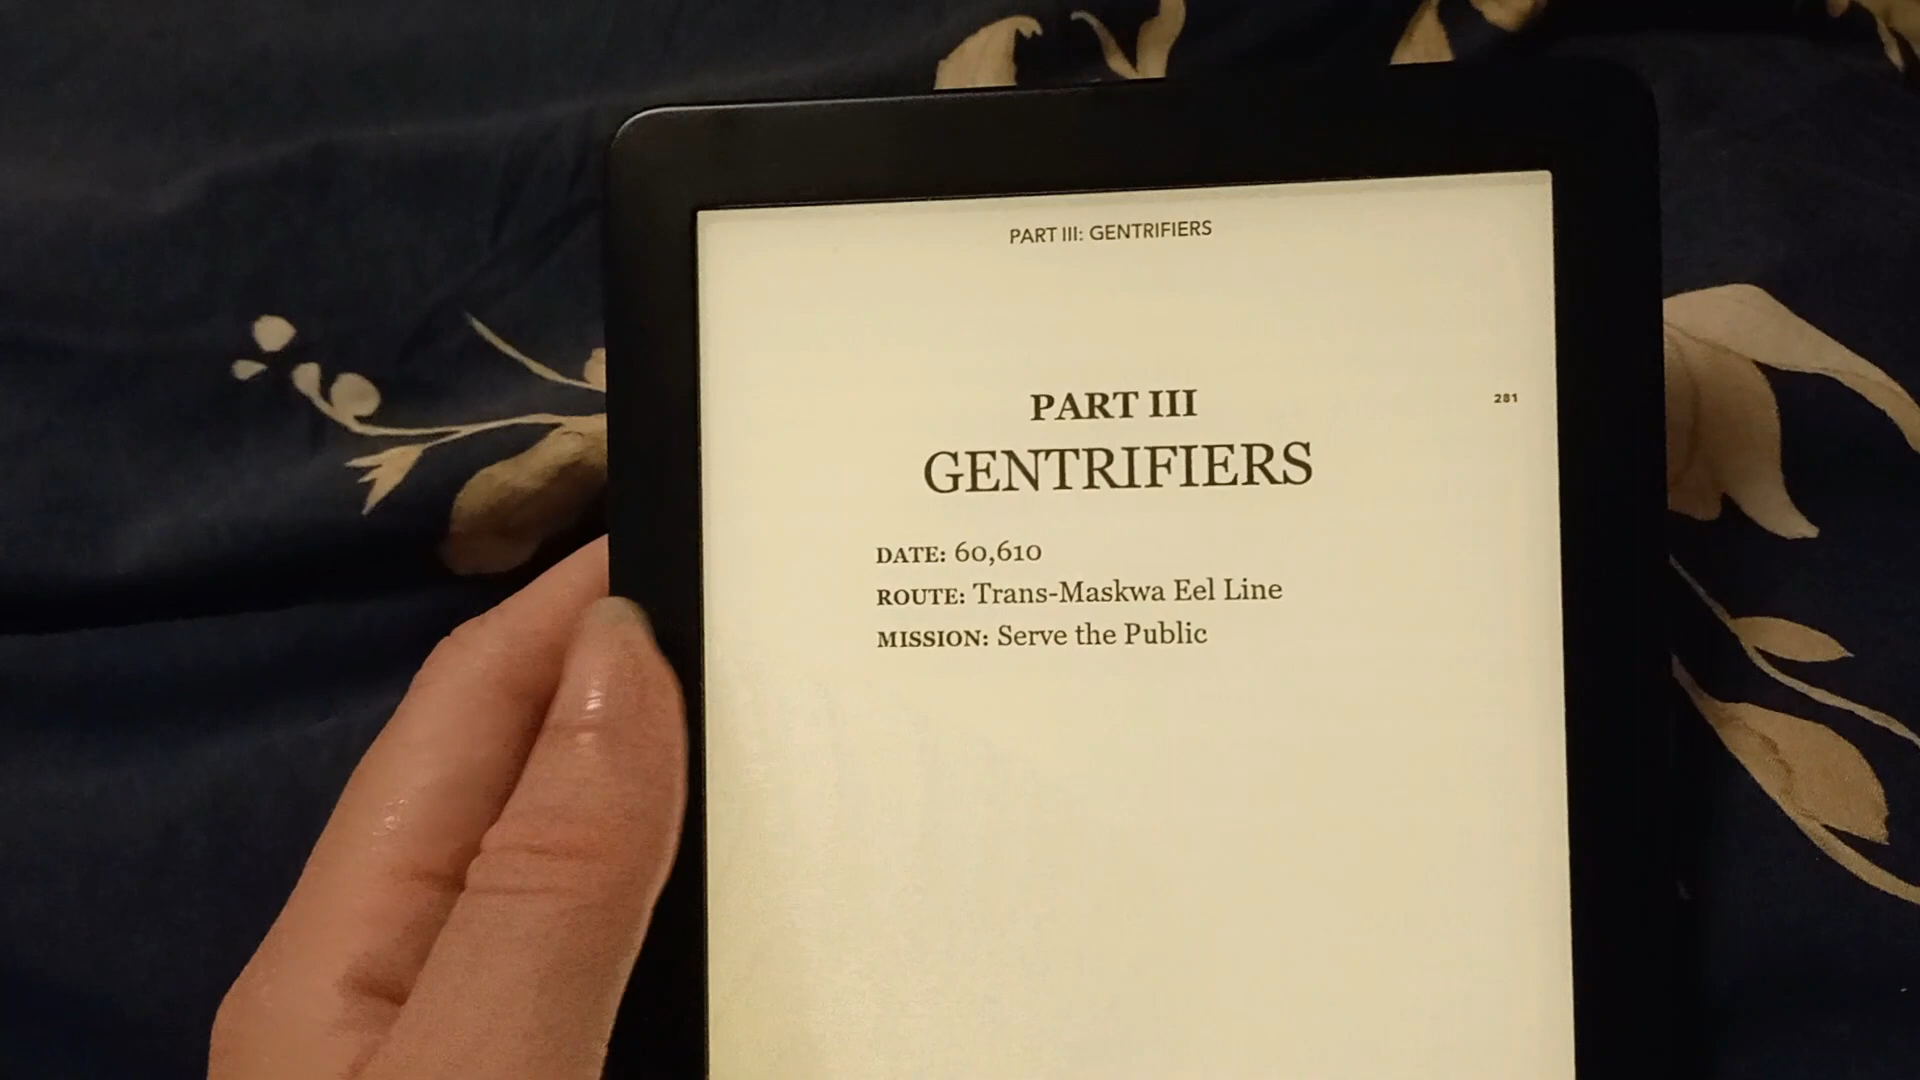 PART III: GENTRIFIERS
PART III
281
GENTRIFIERS
DATE: 60,610
ROUTE: Trans-Maskwa Eel Line
MISSION: Serve the Public